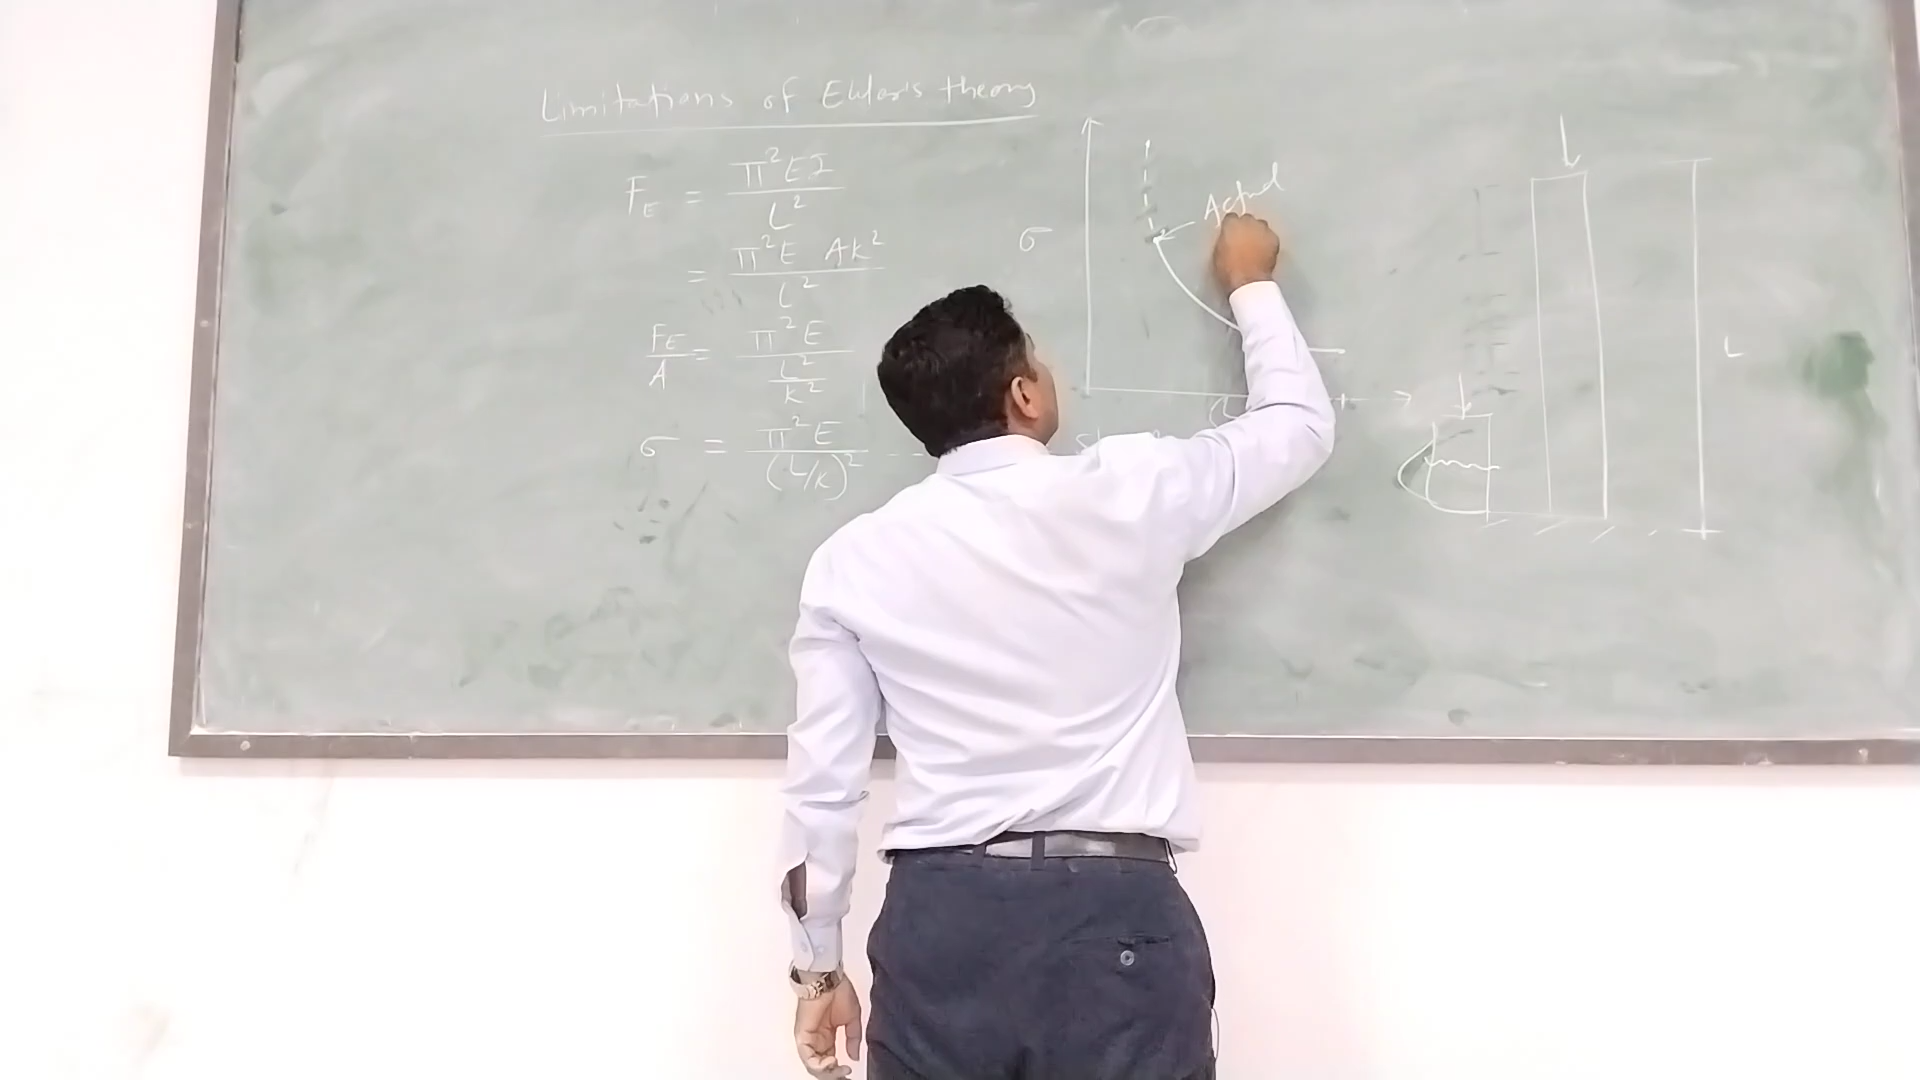 Limitations of Euler's theory
F_E = π²EI / L²
= π²E Ak² / L²
F_E / A = π²E / (L² / k²)
σ = π²E / (L/k)² ---
σ
Actual
L